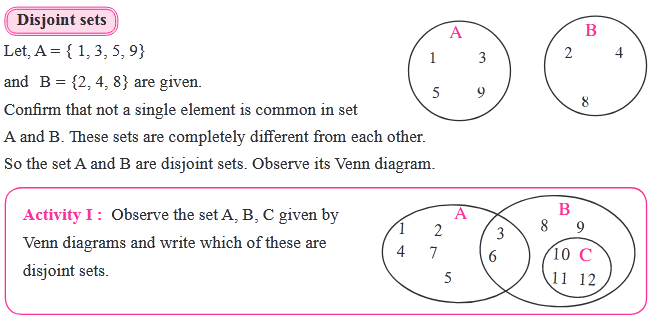 Disjoint sets
Let, A = { 1, 3, 5, 9}
and B = {2, 4, 8} are given.
Confirm that not a single element is common in set
A and B. These sets are completely different from each other.
So the set A and B are disjoint sets. Observe its Venn diagram.
A
1 3
5 9
B
2 4
8
Activity I : Observe the set A, B, C given by
Venn diagrams and write which of these are
disjoint sets.
A B
1 2 3 8 9
4 7 6 10 C
5 11 12